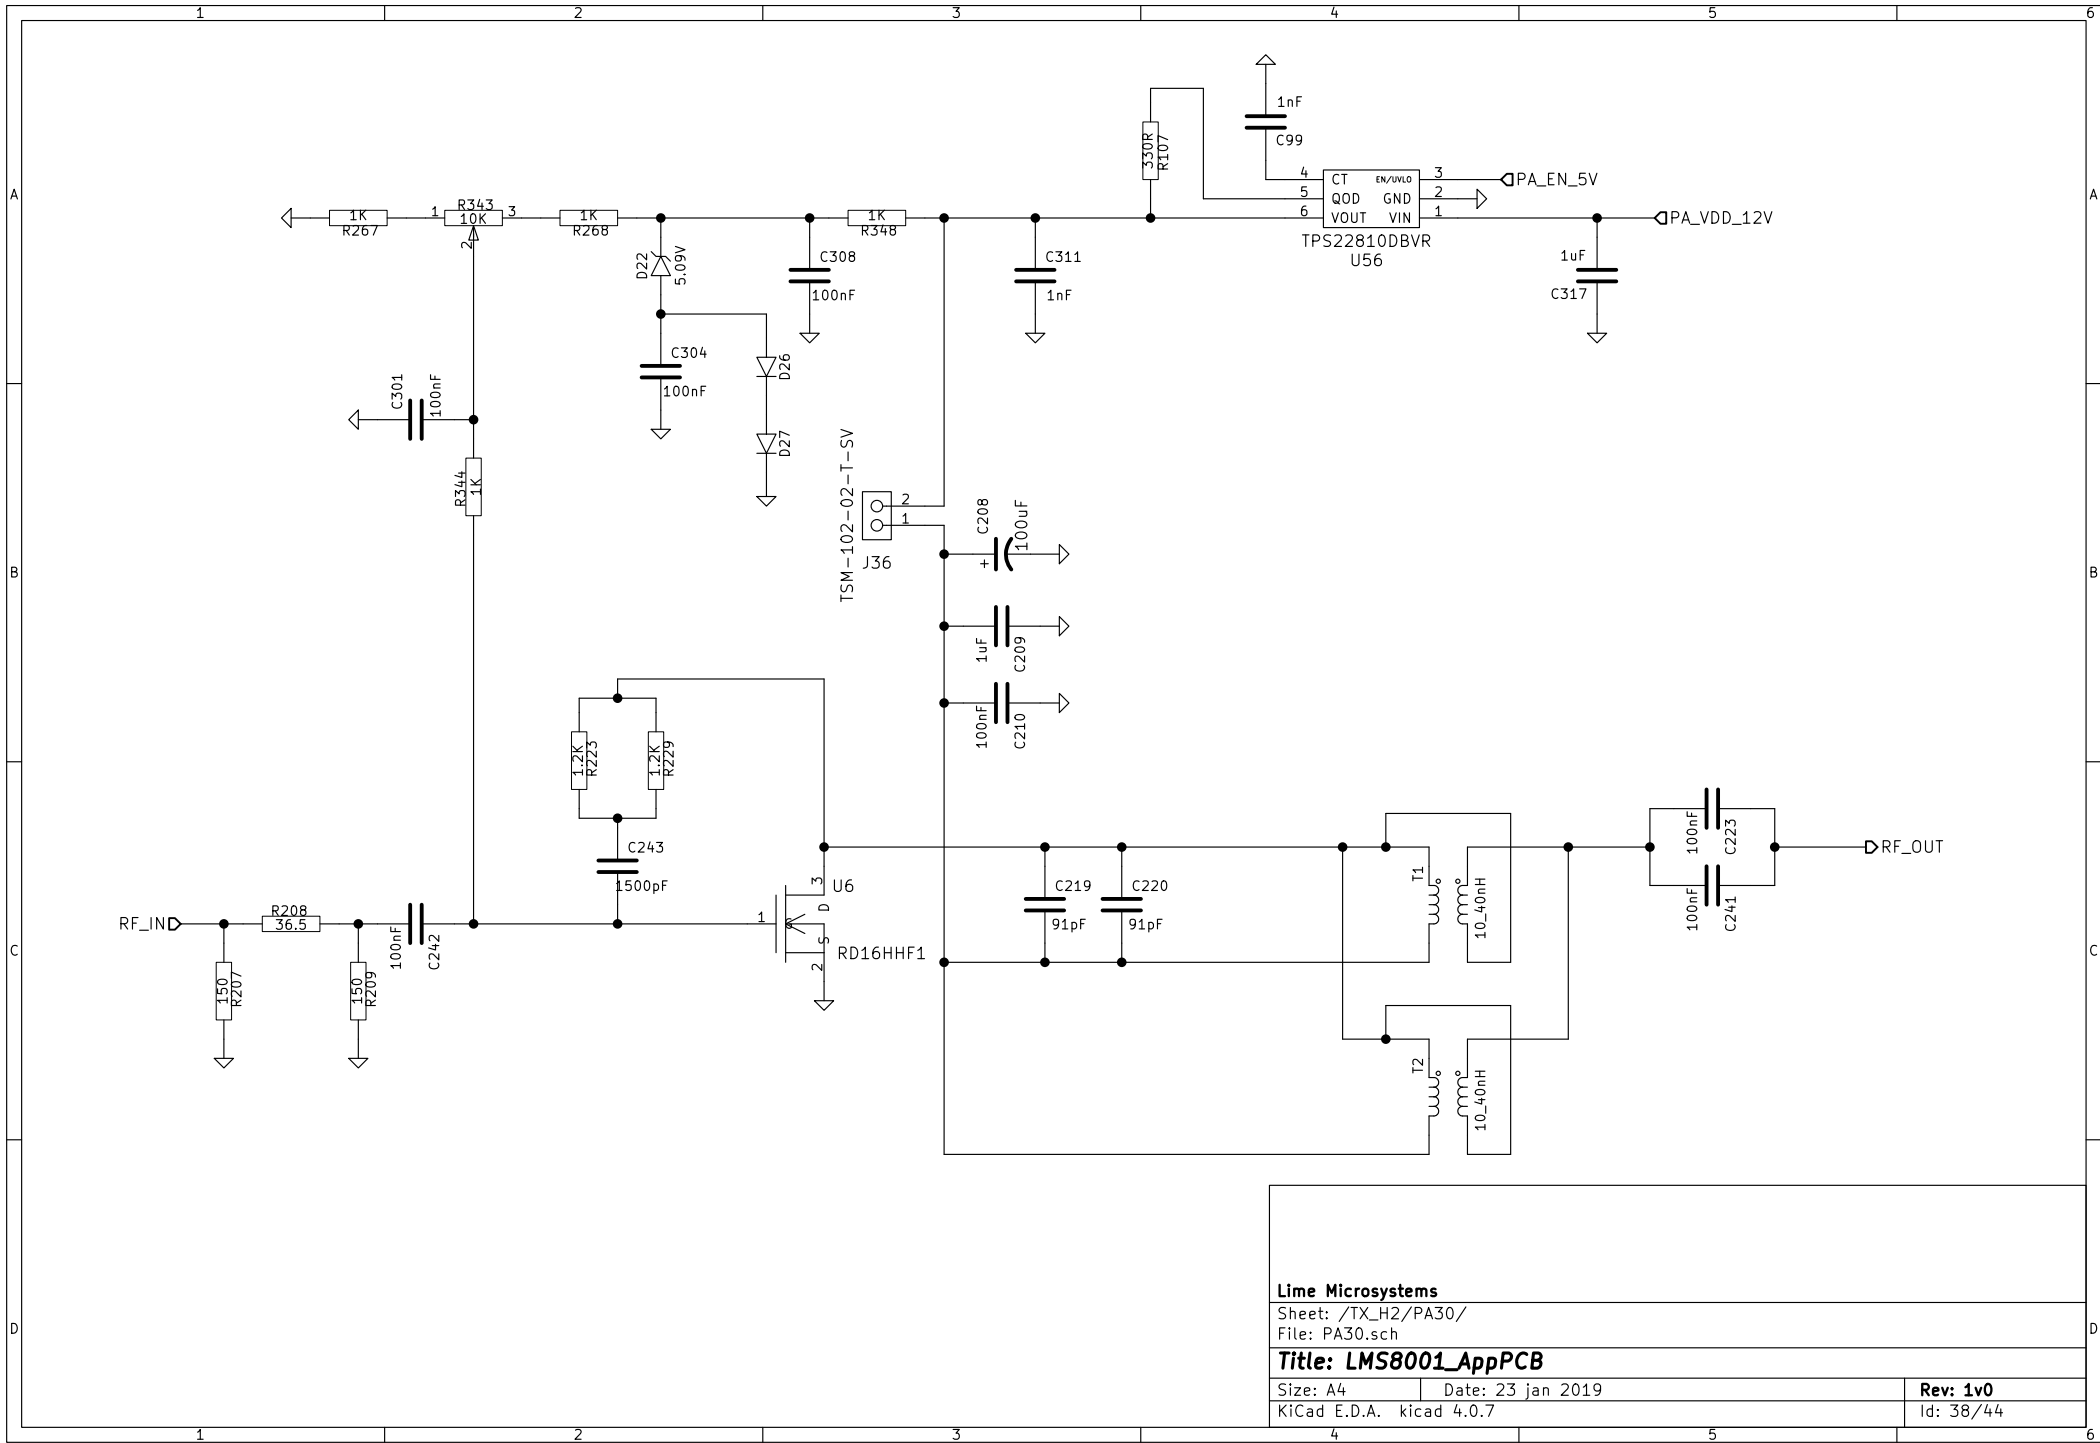 1 2 3 4 5 6
A A
B B
C C
D D
1 2 3 4 5 6
1nF
C99
330R
R107
4 CT EN/UVLO 3
PA_EN_5V
5 QOD GND 2
6 VOUT VIN 1
PA_VDD_12V
TPS22810DBVR
U56
1uF
C317
1K
R267
1 R343 3
10K
2
1K
R268
1K
R348
D22
5.09V
C308
100nF
C311
1nF
C304
100nF
D26
D27
C301
100nF
R344
1K
TSM-102-02-T-SV
2
1
J36
C208
100uF
+
1uF
C209
100nF
C210
1.2K
R223
1.2K
R229
C243
1500pF
RF_IN
R208
36.5
150
R207
150
R209
100nF
C242
1
3
D
G
S
2
U6
RD16HHF1
C219
91pF
C220
91pF
T1
10_40nH
T2
10_40nH
100nF
C223
100nF
C241
RF_OUT
Lime Microsystems
Sheet: /TX_H2/PA30/
File: PA30.sch
Title: LMS8001_AppPCB
Size: A4 Date: 23 jan 2019 Rev: 1v0
KiCad E.D.A. kicad 4.0.7 Id: 38/44